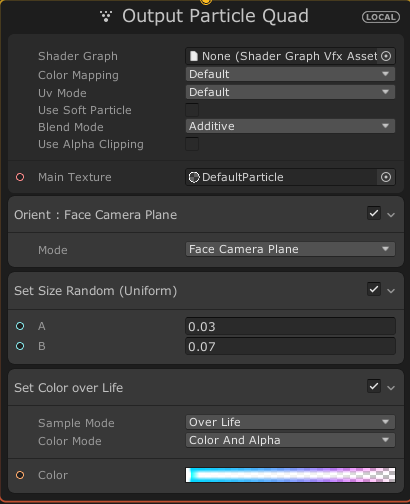 Output Particle Quad LOCAL
Shader Graph None (Shader Graph Vfx Asset
Color Mapping Default
Uv Mode Default
Use Soft Particle
Blend Mode Additive
Use Alpha Clipping
Main Texture DefaultParticle
Orient : Face Camera Plane
Mode Face Camera Plane
Set Size Random (Uniform)
A 0.03
B 0.07
Set Color over Life
Sample Mode Over Life
Color Mode Color And Alpha
Color